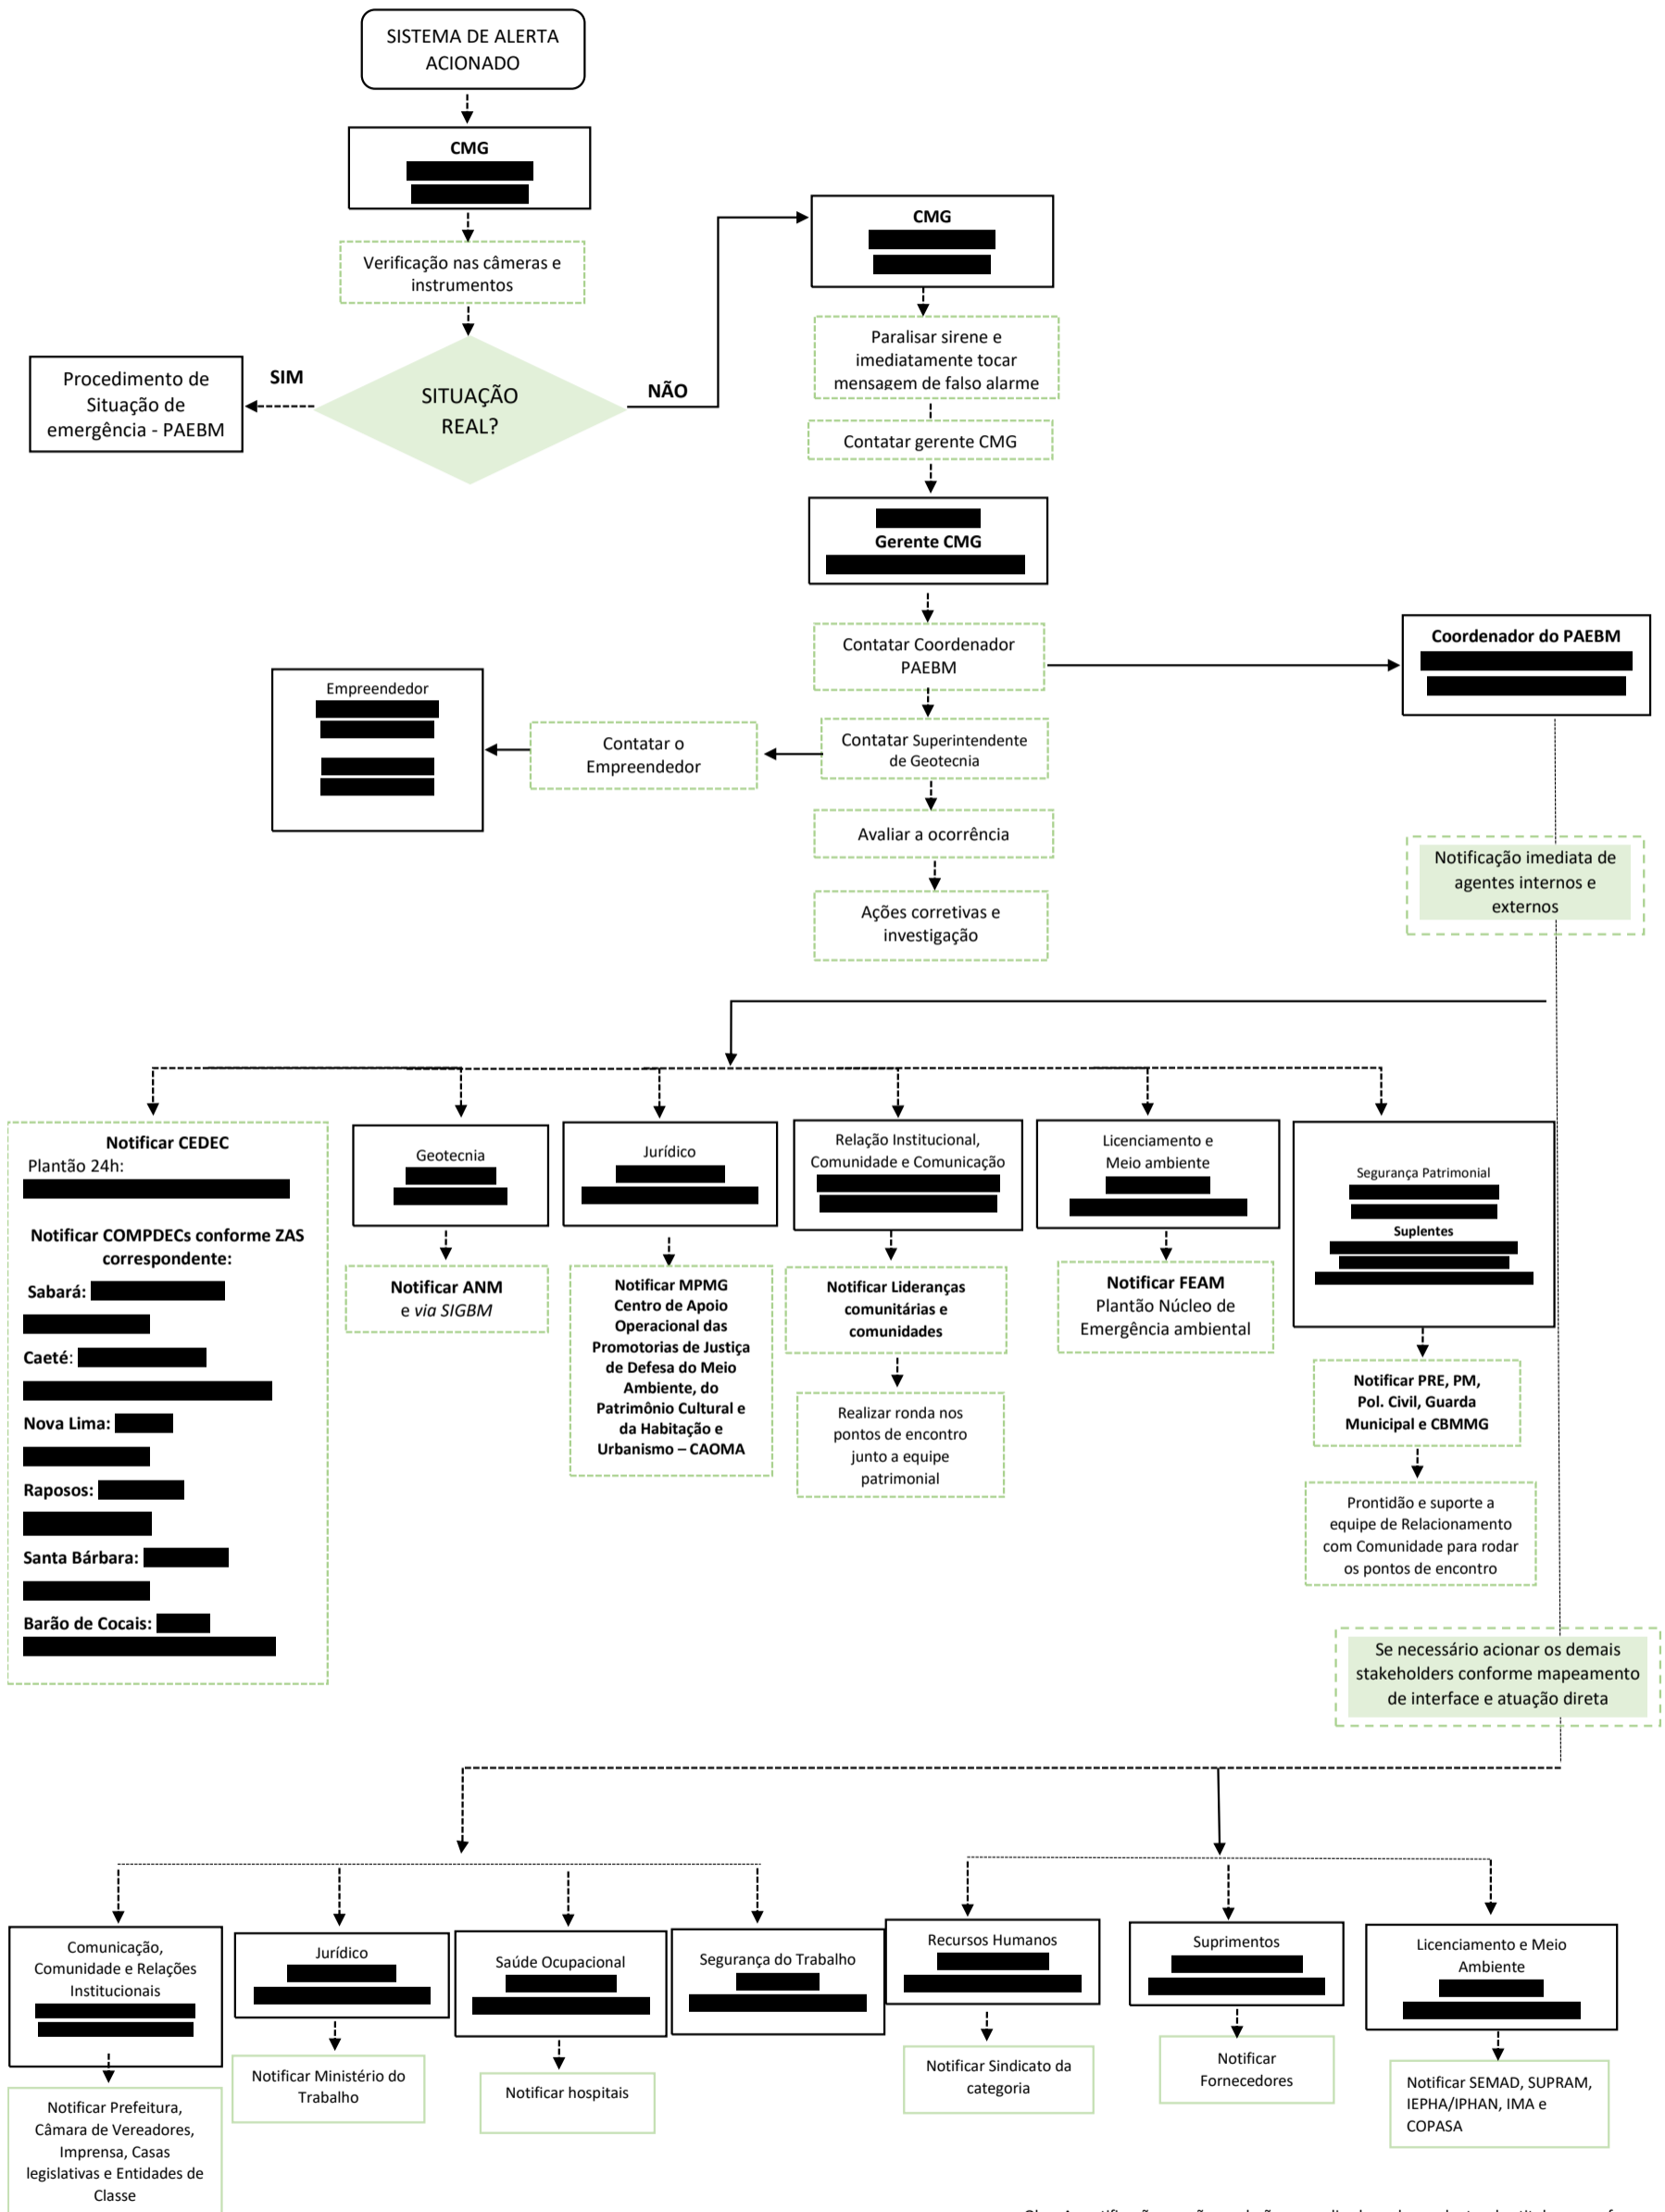 SISTEMA DE ALERTA
ACIONADO
CMG
Verificação nas câmeras e
instrumentos
SITUAÇÃO
REAL?
SIM
NÃO
Procedimento de
Situação de
emergência - PAEBM
CMG
Paralisar sirene e
imediatamente tocar
mensagem de falso alarme
Contatar gerente CMG
Gerente CMG
Contatar Coordenador
PAEBM
Coordenador do PAEBM
Contatar Superintendente
de Geotecnia
Contatar o
Empreendedor
Empreendedor
Avaliar a ocorrência
Ações corretivas e
investigação
Notificação imediata de
agentes internos e
externos
Notificar CEDEC
Plantão 24h:
Notificar COMPDECs conforme ZAS
correspondente:
Sabará:
Caeté:
Nova Lima:
Raposos:
Santa Bárbara:
Barão de Cocais:
Geotecnia
Notificar ANM
e via SIGBM
Jurídico
Notificar MPMG
Centro de Apoio
Operacional das
Promotorias de Justiça
de Defesa do Meio
Ambiente, do
Patrimônio Cultural e
da Habitação e
Urbanismo – CAOMA
Relação Institucional,
Comunidade e Comunicação
Notificar Lideranças
comunitárias e
comunidades
Realizar ronda nos
pontos de encontro
junto a equipe
patrimonial
Licenciamento e
Meio ambiente
Notificar FEAM
Plantão Núcleo de
Emergência ambiental
Segurança Patrimonial
Suplentes
Notificar PRE, PM,
Pol. Civil, Guarda
Municipal e CBMMG
Prontidão e suporte a
equipe de Relacionamento
com Comunidade para rodar
os pontos de encontro
Se necessário acionar os demais
stakeholders conforme mapeamento
de interface e atuação direta
Comunicação,
Comunidade e Relações
Institucionais
Notificar Prefeitura,
Câmara de Vereadores,
Imprensa, Casas
legislativas e Entidades de
Classe
Jurídico
Notificar Ministério do
Trabalho
Saúde Ocupacional
Notificar hospitais
Segurança do Trabalho
Recursos Humanos
Notificar Sindicato da
categoria
Suprimentos
Notificar
Fornecedores
Licenciamento e Meio
Ambiente
Notificar SEMAD, SUPRAM,
IEPHA/IPHAN, IMA e
COPASA